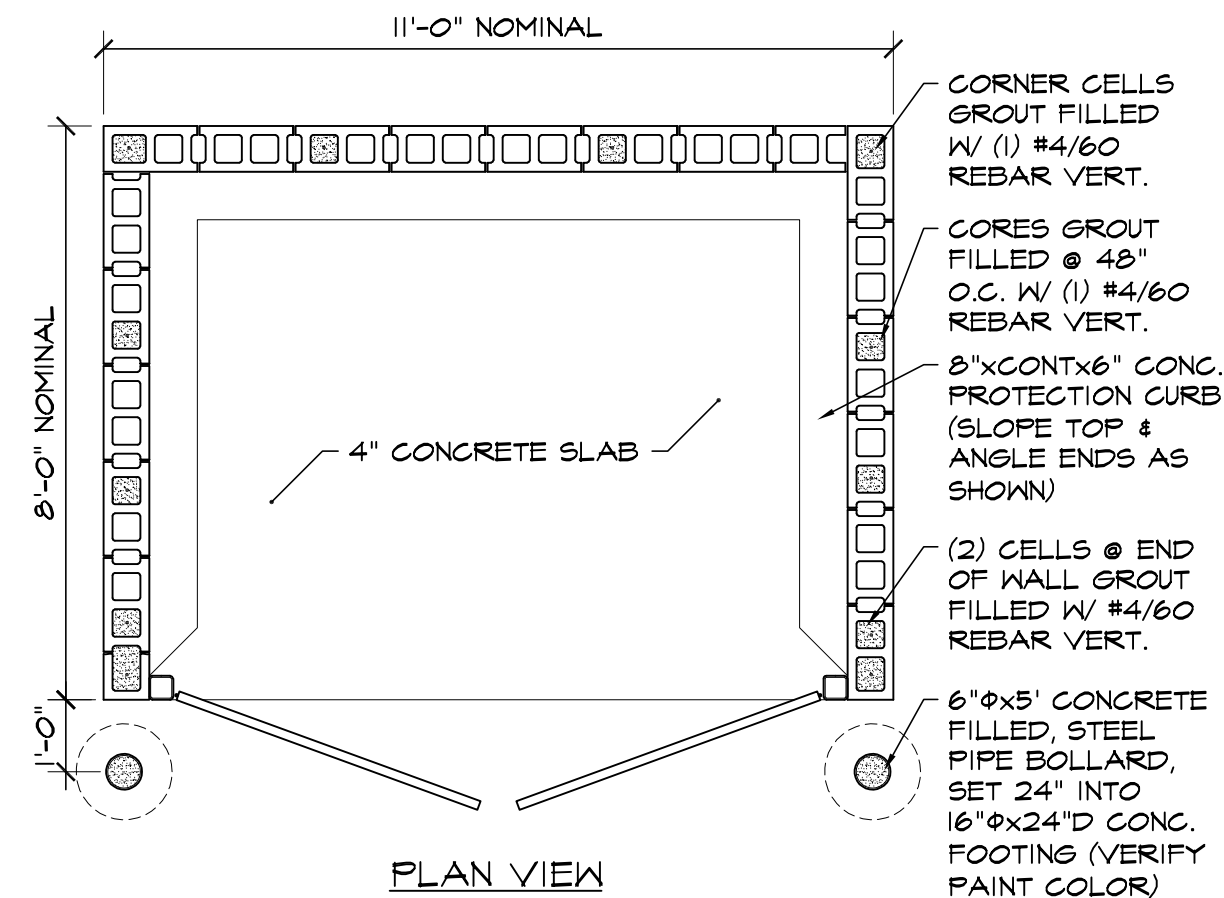 11'-0" NOMINAL
CORNER CELLS
GROUT FILLED
W/ (1) #4/60
REBAR VERT.
CORES GROUT
FILLED @ 48"
O.C. W/ (1) #4/60
REBAR VERT.
8"xCONTx6" CONC.
PROTECTION CURB
(SLOPE TOP &
ANGLE ENDS AS
SHOWN)
8'-0" NOMINAL
4" CONCRETE SLAB
(2) CELLS @ END
OF WALL GROUT
FILLED W/ #4/60
REBAR VERT.
1'-0"
6"Φx5' CONCRETE
FILLED, STEEL
PIPE BOLLARD,
SET 24" INTO
16"Φx24"D CONC.
FOOTING (VERIFY
PAINT COLOR)
PLAN VIEW